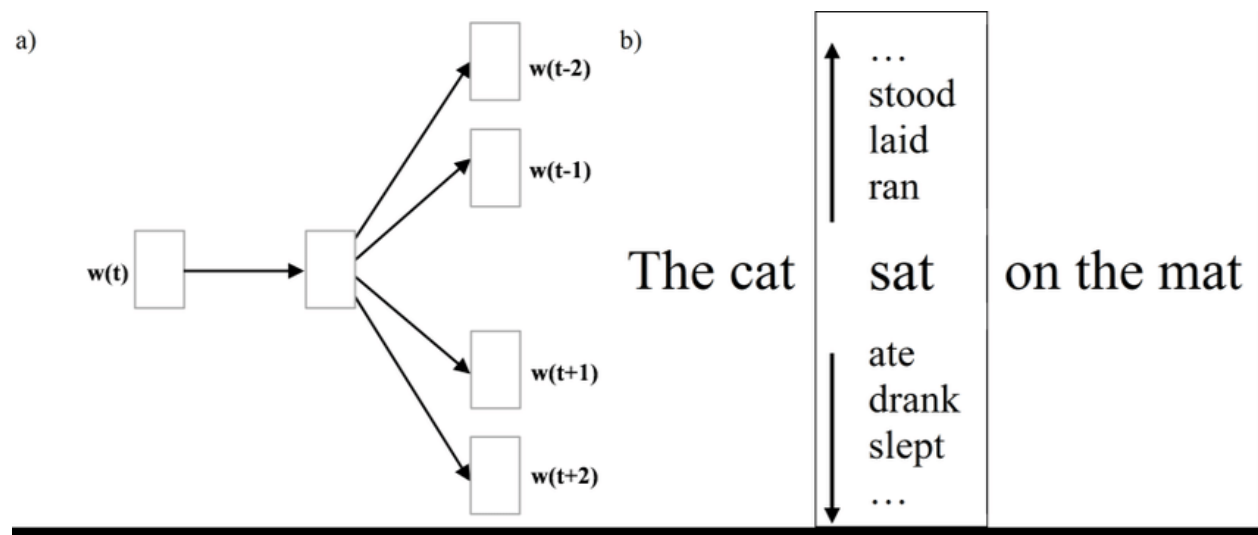 a)
w(t-2)
w(t-1)
w(t)
w(t+1)
w(t+2)
b)
…
stood
laid
ran
The cat sat on the mat
ate
drank
slept
…